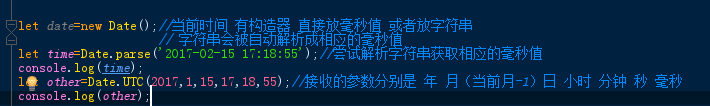 let date=new Date();//当前时间 有构造器 直接放毫秒值 或者放字符串
// 字符串会被自动解析成相应的毫秒值
let time=Date.parse('2017-02-15 17:18:55');//尝试解析字符串获取相应的毫秒值
console.log(time);
let other=Date.UTC(2017,1,15,17,18,55);//接收的参数分别是 年 月（当前月-1）日 小时 分钟 秒 毫秒
console.log(other);